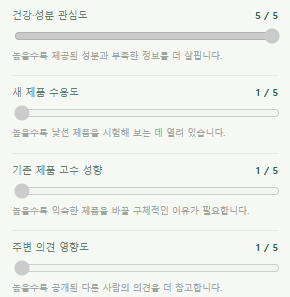 건강·성분 관심도 5 / 5
높을수록 제공된 성분과 부족한 정보를 더 살핍니다.
새 제품 수용도 1 / 5
높을수록 낯선 제품을 시험해 보는 데 열려 있습니다.
기존 제품 고수 성향 1 / 5
높을수록 익숙한 제품을 바꿀 구체적인 이유가 필요합니다.
주변 의견 영향도 1 / 5
높을수록 공개된 다른 사람의 의견을 더 참고합니다.